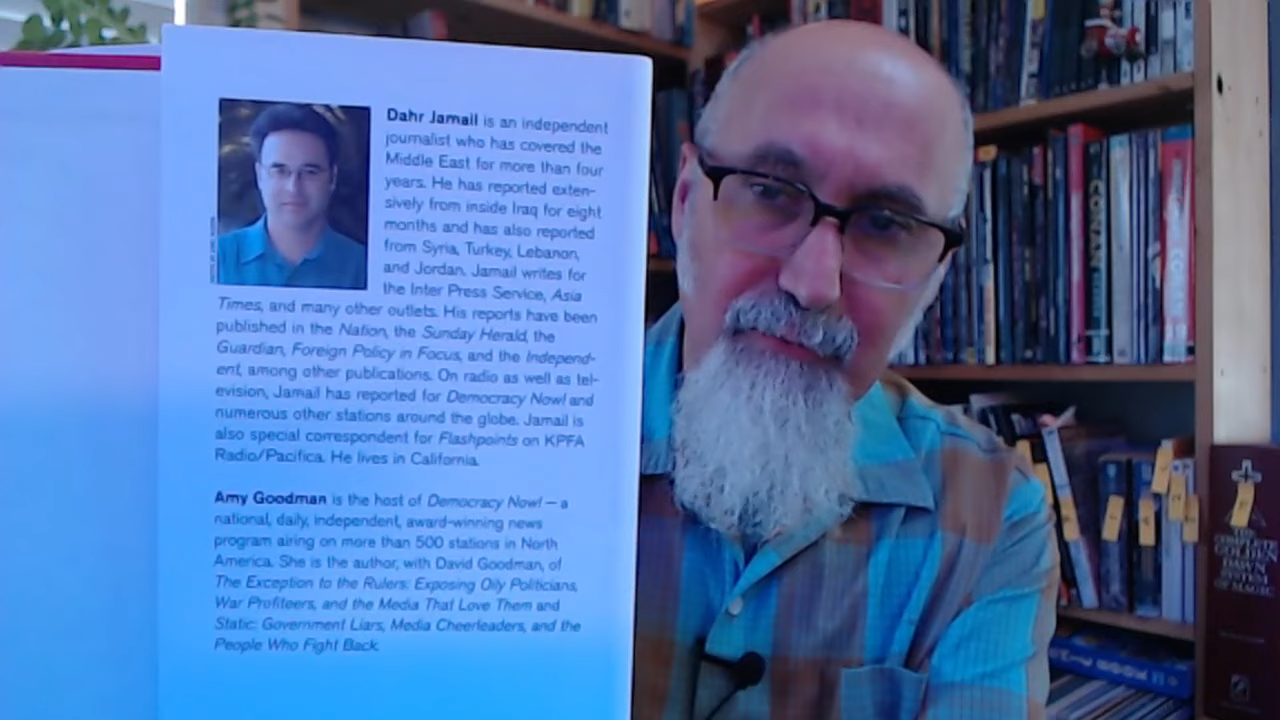 Dahr Jamail is an independent
journalist who has covered the
Middle East for more than four
years. He has reported exten-
sively from inside Iraq for eight
months and has also reported
from Syria, Turkey, Lebanon,
and Jordan. Jamail writes for
the Inter Press Service, Asia
Times, and many other outlets. His reports have been
published in the Nation, the Sunday Herald, the
Guardian, Foreign Policy in Focus, and the Independ-
ent, among other publications. On radio as well as tel-
evision, Jamail has reported for Democracy Now! and
numerous other stations around the globe. Jamail is
also special correspondent for Flashpoints on KPFA
Radio/Pacifica. He lives in California.
Amy Goodman is the host of Democracy Now! — a
national, daily, independent, award-winning news
program airing on more than 500 stations in North
America. She is the author, with David Goodman, of
The Exception to the Rulers: Exposing Oily Politicians,
War Profiteers, and the Media That Love Them and
Static: Government Liars, Media Cheerleaders, and the
People Who Fight Back.
CONAN
THE
COMPLETE
GOLDEN
DAWN
SYSTEM
OF MAGIC